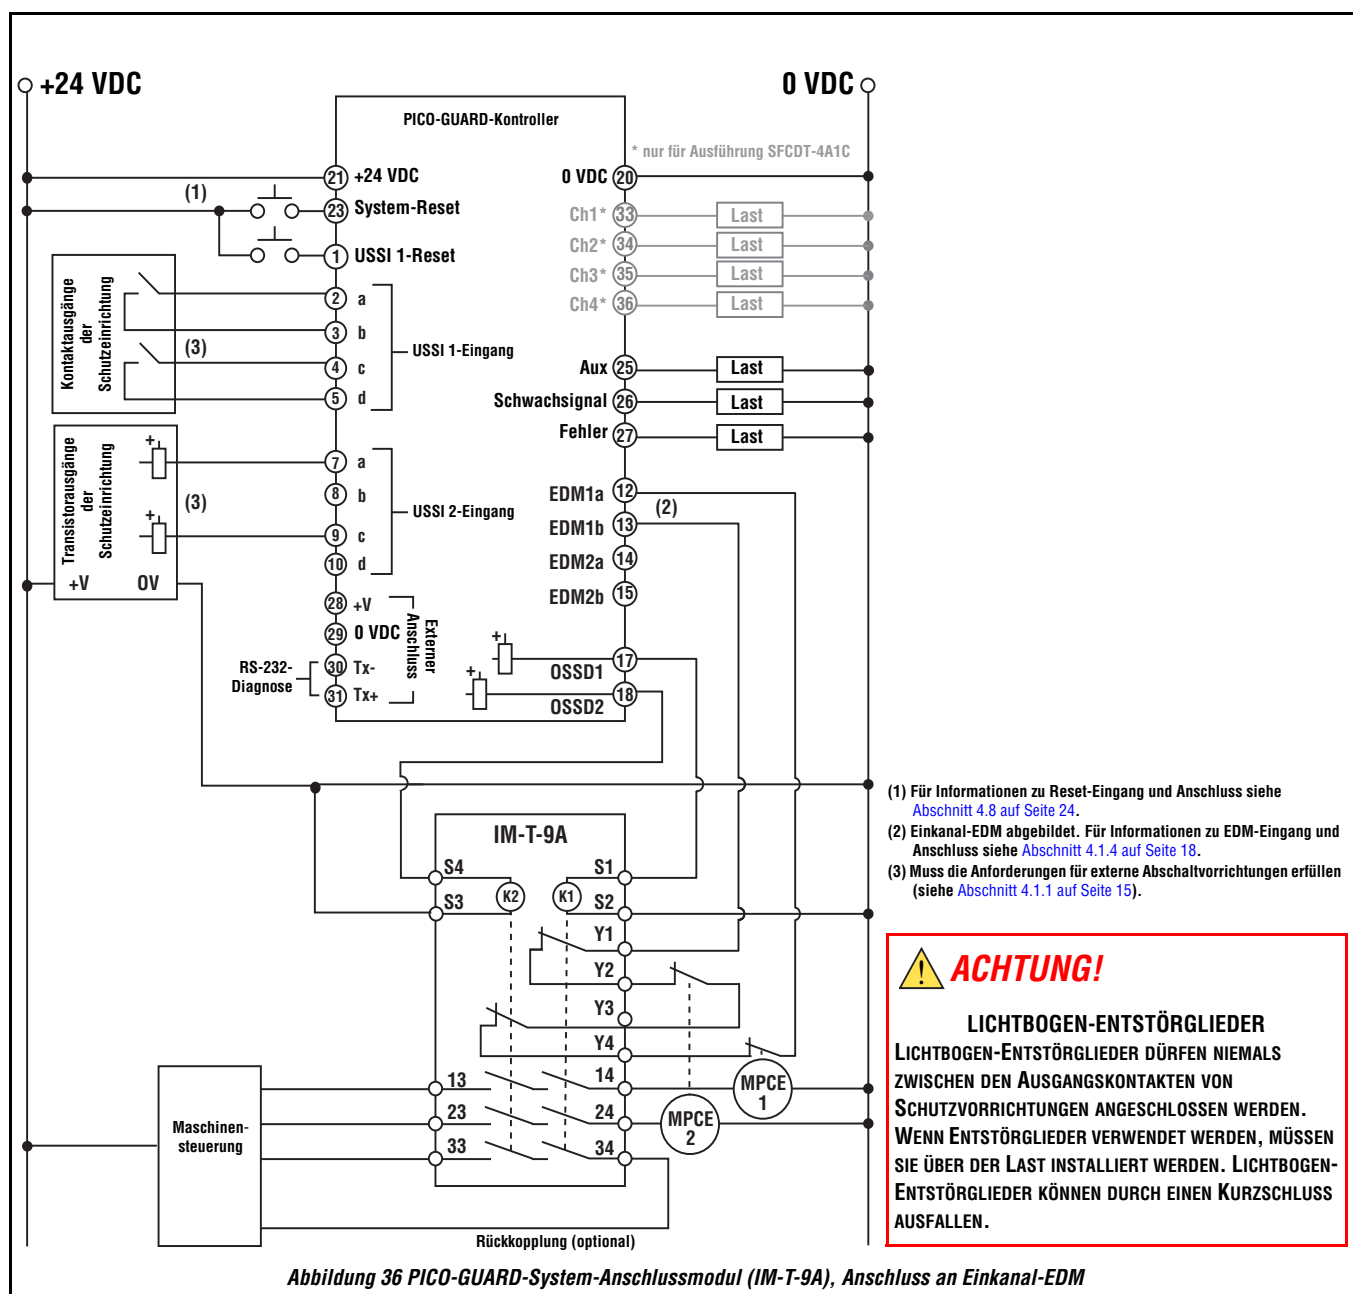 +24 VDC
0 VDC
PICO-GUARD-Kontroller
* nur für Ausführung SFCDT-4A1C
21 +24 VDC
0 VDC 20
(1)
23 System-Reset
Ch1* 33 Last
Ch2* 34 Last
1 USSI 1-Reset
Ch3* 35 Last
Ch4* 36 Last
Kontaktausgänge
der
Schutzeinrichtung
(3)
2 a
3 b
4 c
5 d
USSI 1-Eingang
Aux 25 Last
Schwachsignal 26 Last
Fehler 27 Last
Transistorausgänge
der
Schutzeinrichtung
+
+
(3)
+V 0V
7 a
8 b
9 c
10 d
USSI 2-Eingang
EDM1a 12
(2)
EDM1b 13
EDM2a 14
EDM2b 15
28 +V
29 0 VDC
30 Tx-
31 Tx+
Externer
Anschluss
RS-232-
Diagnose
+
OSSD1 17
+
OSSD2 18
IM-T-9A
S4 S1
K2 K1
S3 S2
Y1
Y2
Y3
Y4
13 14
23 24
33 34
MPCE
1
MPCE
2
Maschinen-
steuerung
Rückkopplung (optional)
(1) Für Informationen zu Reset-Eingang und Anschluss siehe
Abschnitt 4.8 auf Seite 24.
(2) Einkanal-EDM abgebildet. Für Informationen zu EDM-Eingang und
Anschluss siehe Abschnitt 4.1.4 auf Seite 18.
(3) Muss die Anforderungen für externe Abschaltvorrichtungen erfüllen
(siehe Abschnitt 4.1.1 auf Seite 15).
! ACHTUNG!
LICHTBOGEN-ENTSTÖRGLIEDER
LICHTBOGEN-ENTSTÖRGLIEDER DÜRFEN NIEMALS
ZWISCHEN DEN AUSGANGSKONTAKTEN VON
SCHUTZVORRICHTUNGEN ANGESCHLOSSEN WERDEN.
WENN ENTSTÖRGLIEDER VERWENDET WERDEN, MÜSSEN
SIE ÜBER DER LAST INSTALLIERT WERDEN. LICHTBOGEN-
ENTSTÖRGLIEDER KÖNNEN DURCH EINEN KURZSCHLUSS
AUSFALLEN.
Abbildung 36 PICO-GUARD-System-Anschlussmodul (IM-T-9A), Anschluss an Einkanal-EDM